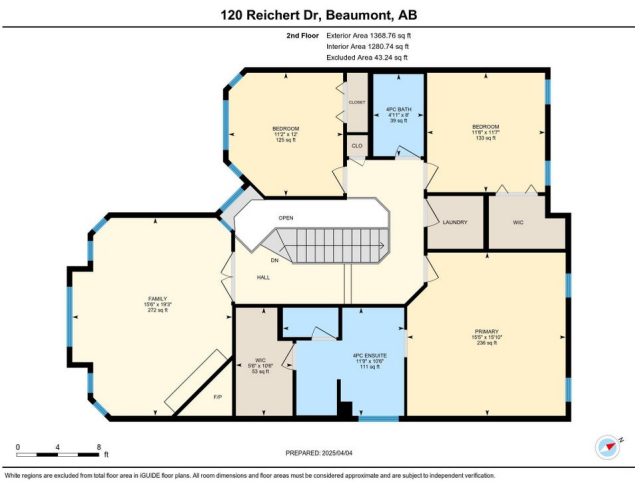 120 Reichert Dr, Beaumont, AB
2nd Floor Exterior Area 1368.76 sq ft
Interior Area 1280.74 sq ft
Excluded Area 43.24 sq ft
BEDROOM
11'2" x 12'
125 sq ft
CLOSET
4PC BATH
4'11" x 8'
39 sq ft
BEDROOM
11'6" x 11'7"
133 sq ft
CLO
OPEN
LAUNDRY
WIC
DN
HALL
FAMILY
15'6" x 19'3"
272 sq ft
PRIMARY
15'5" x 15'10"
236 sq ft
WIC
5'6" x 10'6"
53 sq ft
4PC ENSUITE
11'3" x 10'6"
111 sq ft
F/P
0 4 8
ft
PREPARED: 2025/04/04
N
White regions are excluded from total floor area in iGUIDE floor plans. All room dimensions and floor areas must be considered approximate and are subject to independent verification.